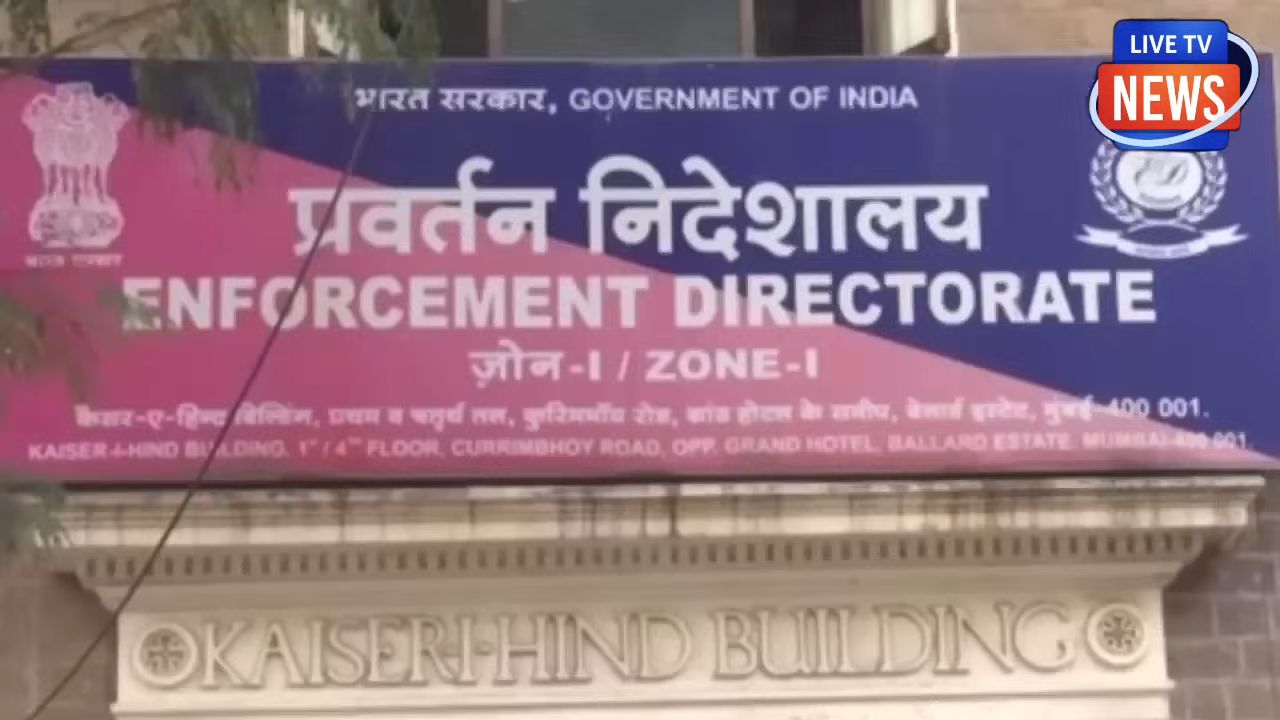 LIVE TV
NEWS
भारत सरकार, GOVERNMENT OF INDIA
प्रवर्तन निदेशालय
ENFORCEMENT DIRECTORATE
ज़ोन-I / ZONE-I
कैसर-ए-हिन्द बिल्डिंग, प्रथम व चतुर्थ तल, कुरिमभॉय रोड, ग्रांड होटल के समीप, बेलार्ड इस्टेट, मुंबई-400 001.
KAISER-I-HIND BUILDING, 1st / 4TH FLOOR, CURRIMBHOY ROAD, OPP. GRAND HOTEL, BALLARD ESTATE, MUMBAI-400 001.
KAISER·I·HIND BUILDING